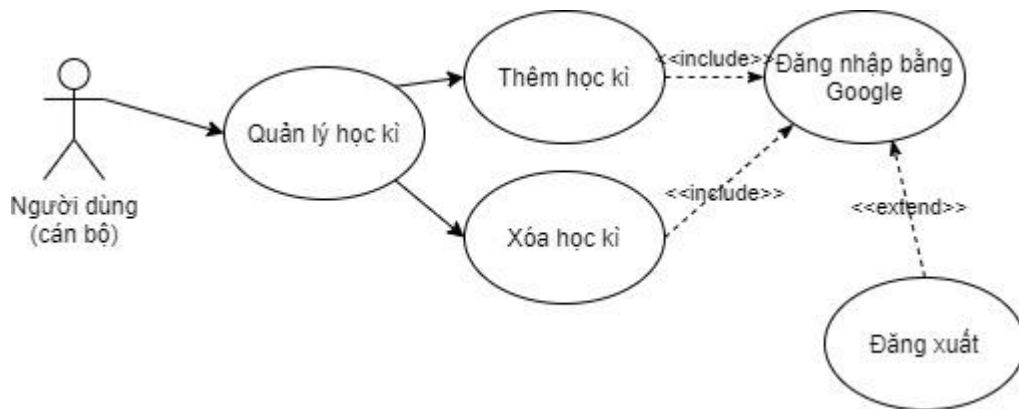 Người dùng
(cán bộ)
Quản lý học kì
Thêm học kì
<<include>>
Đăng nhập bằng
Google
Xóa học kì
<<include>>
<<extend>>
Đăng xuất